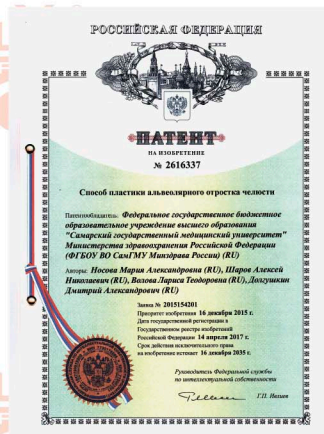 РОССИЙСКАЯ ФЕДЕРАЦИЯ
ПАТЕНТ
НА ИЗОБРЕТЕНИЕ
№ 2616337
Способ пластики альвеолярного отростка челюсти
Патентообладатель: Федеральное государственное бюджетное
образовательное учреждение высшего образования
"Самарский государственный медицинский университет"
Министерства здравоохранения Российской Федерации
(ФГБОУ ВО СамГМУ Минздрава России) (RU)
Авторы: Носова Мария Александровна (RU), Шаров Алексей
Николаевич (RU), Волова Лариса Теодоровна (RU), Долгушкин
Дмитрий Александрович (RU)
Заявка № 2015154201
Приоритет изобретения 16 декабря 2015 г.
Дата государственной регистрации в
Государственном реестре изобретений
Российской Федерации 14 апреля 2017 г.
Срок действия исключительного права
на изобретение истекает 16 декабря 2035 г.
Руководитель Федеральной службы
по интеллектуальной собственности
Г.П. Ивлиев